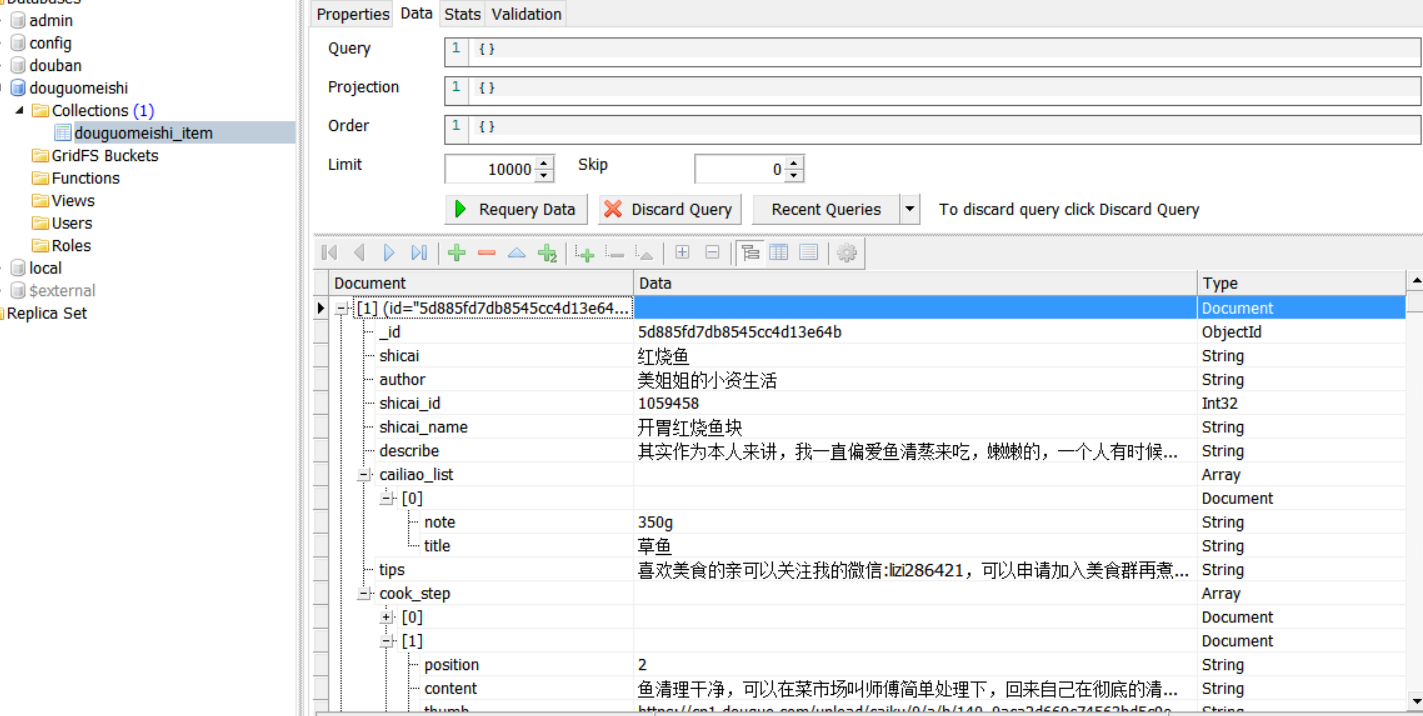 Databases
admin
config
douban
douguomeishi
Collections (1)
douguomeishi_item
GridFS Buckets
Functions
Views
Users
Roles
local
$external
Replica Set
Properties Data Stats Validation
Query 1 {}
Projection 1 {}
Order 1 {}
Limit 10000 Skip 0
Requery Data Discard Query Recent Queries To discard query click Discard Query
Document Data Type
[1] (id="5d885fd7db8545cc4d13e64... Document
_id 5d885fd7db8545cc4d13e64b ObjectId
shicai 红烧鱼 String
author 美姐姐的小资生活 String
shicai_id 1059458 Int32
shicai_name 开胃红烧鱼块 String
describe 其实作为本人来讲，我一直偏爱鱼清蒸来吃，嫩嫩的，一个人有时候... String
cailiao_list Array
[0] Document
note 350g String
title 草鱼 String
tips 喜欢美食的亲可以关注我的微信:lizi286421，可以申请加入美食群再煮... String
cook_step Array
[0] Document
[1] Document
position 2 String
content 鱼清理干净，可以在菜市场叫师傅简单处理下，回来自己在彻底的清... String
thumb String